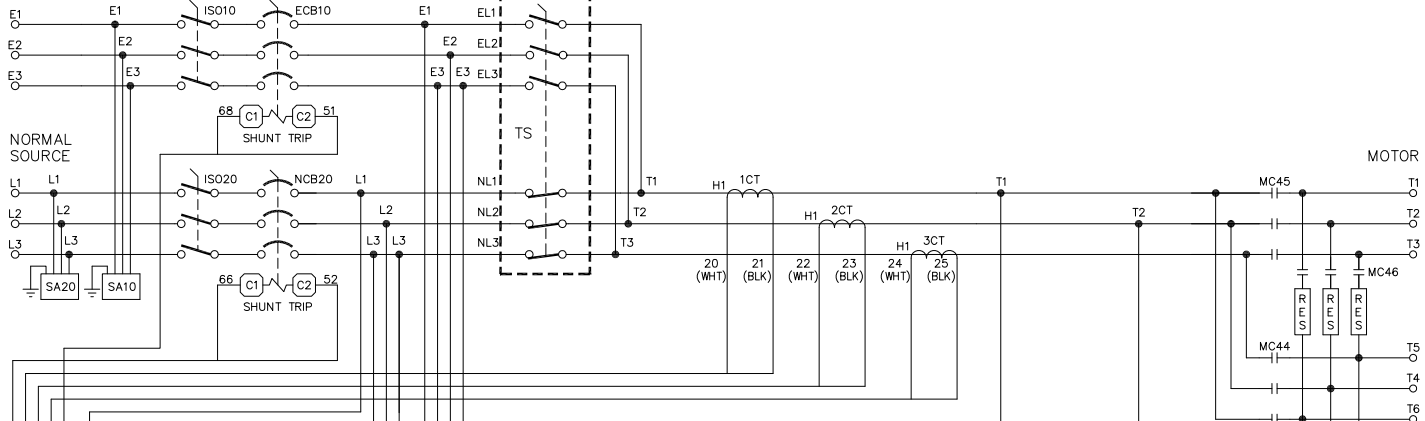 E1 E1 ISO10 ECB10 E1 EL1
E2 E2 E2 EL2
E3 E3 E3 E3 EL3
68 C1 C2 51
SHUNT TRIP
TS
NORMAL
SOURCE
MOTOR
L1 L1 ISO20 NCB20 L1 NL1 T1 H1 1CT T1 MC45 T1
L2 L2 L2 NL2 T2 H1 2CT T2 T2
L3 L3 L3 L3 NL3 T3 H1 3CT T3
20 21 22 23 24 25
(WHT) (BLK) (WHT) (BLK) (WHT) (BLK)
MC46
SA20 SA10
66 C1 C2 52
SHUNT TRIP
RES RES RES
MC44 T5
T4
T6